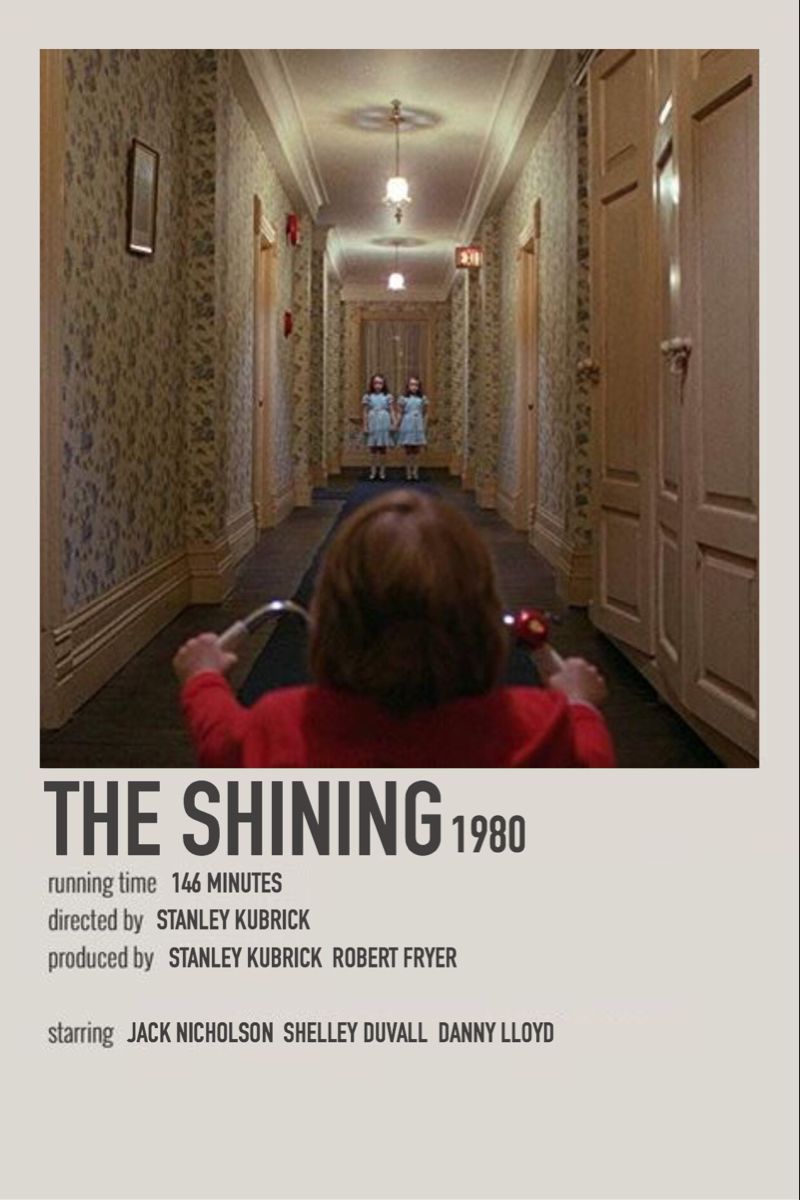 THE SHINING 1980
running time 146 MINUTES
directed by STANLEY KUBRICK
produced by STANLEY KUBRICK ROBERT FRYER
starring JACK NICHOLSON SHELLEY DUVALL DANNY LLOYD